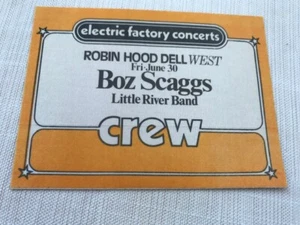 electric factory concerts
ROBIN HOOD DELL WEST
Fri·June 30
Boz Scaggs
Little River Band
crew